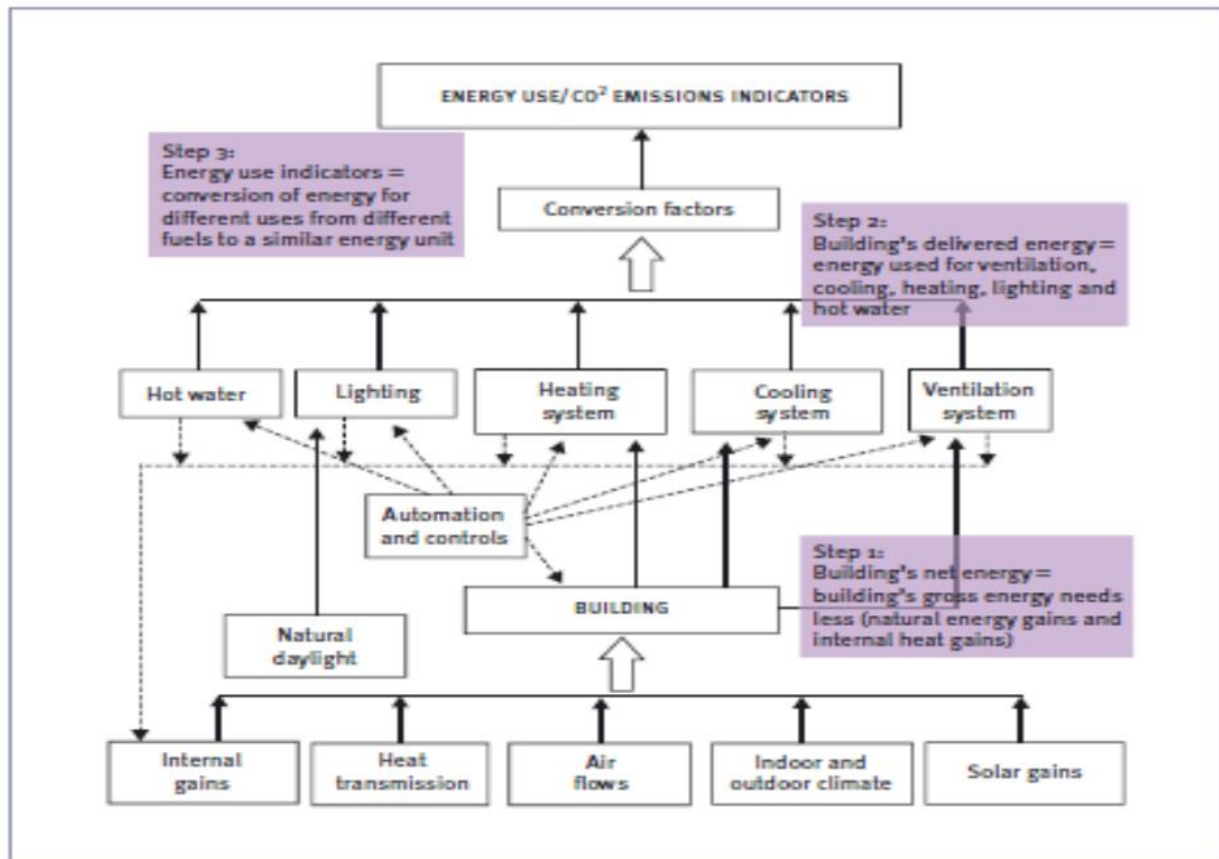 ENERGY USE/CO² EMISSIONS INDICATORS
Step 3:
Energy use indicators =
conversion of energy for
different uses from different
fuels to a similar energy unit
Conversion factors
Step 2:
Building's delivered energy =
energy used for ventilation,
cooling, heating, lighting and
hot water
Hot water
Lighting
Heating
system
Cooling
system
Ventilation
system
Automation
and controls
Step 1:
Building's net energy =
building's gross energy needs
less (natural energy gains and
internal heat gains)
BUILDING
Natural
daylight
Internal
gains
Heat
transmission
Air
flows
Indoor and
outdoor climate
Solar gains